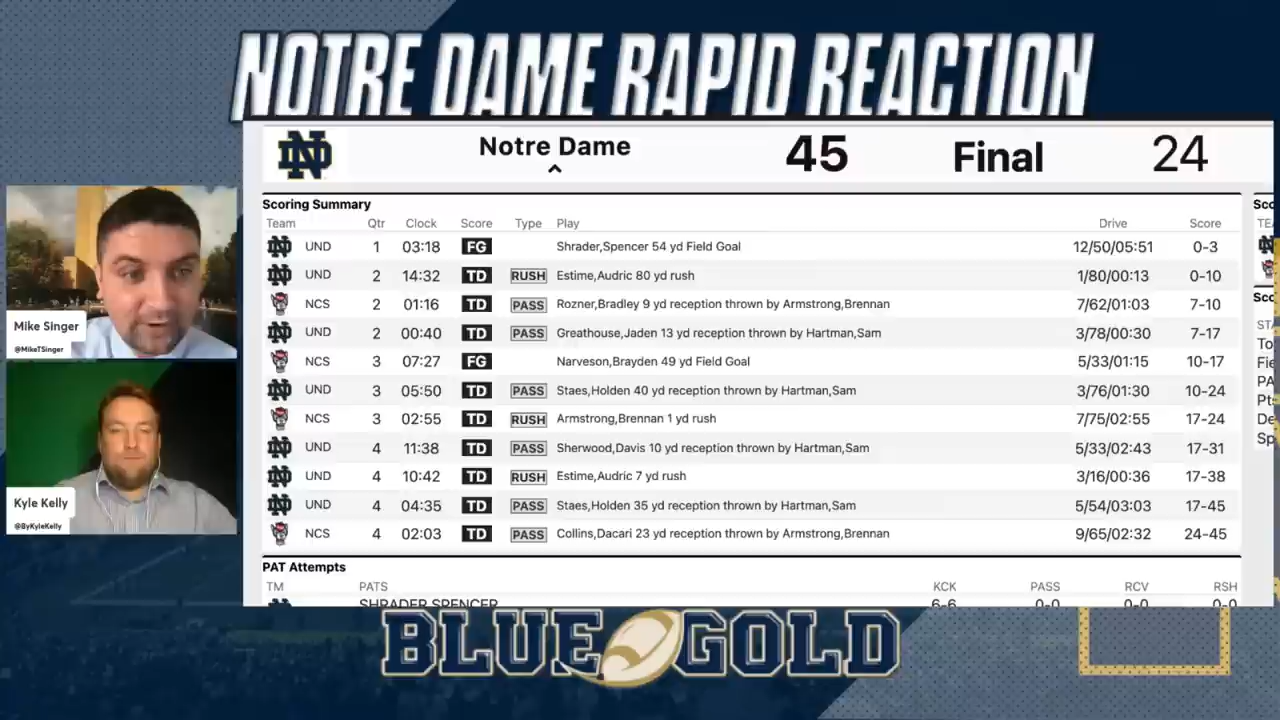 NOTRE DAME RAPID REACTION
Notre Dame 45 Final 24
Scoring Summary
Team Qtr Clock Score Type Play Drive Score
UND 1 03:18 FG Shrader,Spencer 54 yd Field Goal 12/50/05:51 0-3
UND 2 14:32 TD RUSH Estime,Audric 80 yd rush 1/80/00:13 0-10
NCS 2 01:16 TD PASS Rozner,Bradley 9 yd reception thrown by Armstrong,Brennan 7/62/01:03 7-10
UND 2 00:40 TD PASS Greathouse,Jaden 13 yd reception thrown by Hartman,Sam 3/78/00:30 7-17
NCS 3 07:27 FG Narveson,Brayden 49 yd Field Goal 5/33/01:15 10-17
UND 3 05:50 TD PASS Staes,Holden 40 yd reception thrown by Hartman,Sam 3/76/01:30 10-24
NCS 3 02:55 TD RUSH Armstrong,Brennan 1 yd rush 7/75/02:55 17-24
UND 4 11:38 TD PASS Sherwood,Davis 10 yd reception thrown by Hartman,Sam 5/33/02:43 17-31
UND 4 10:42 TD RUSH Estime,Audric 7 yd rush 3/16/00:36 17-38
UND 4 04:35 TD PASS Staes,Holden 35 yd reception thrown by Hartman,Sam 5/54/03:03 17-45
NCS 4 02:03 TD PASS Collins,Dacari 23 yd reception thrown by Armstrong,Brennan 9/65/02:32 24-45
PAT Attempts
TM PATS KCK PASS RCV RSH
SHRADER SPENCER 6-6 0-0 0-0 0-0
Mike Singer
@MikeTSinger
Kyle Kelly
@ByKyleKelly
BLUE GOLD